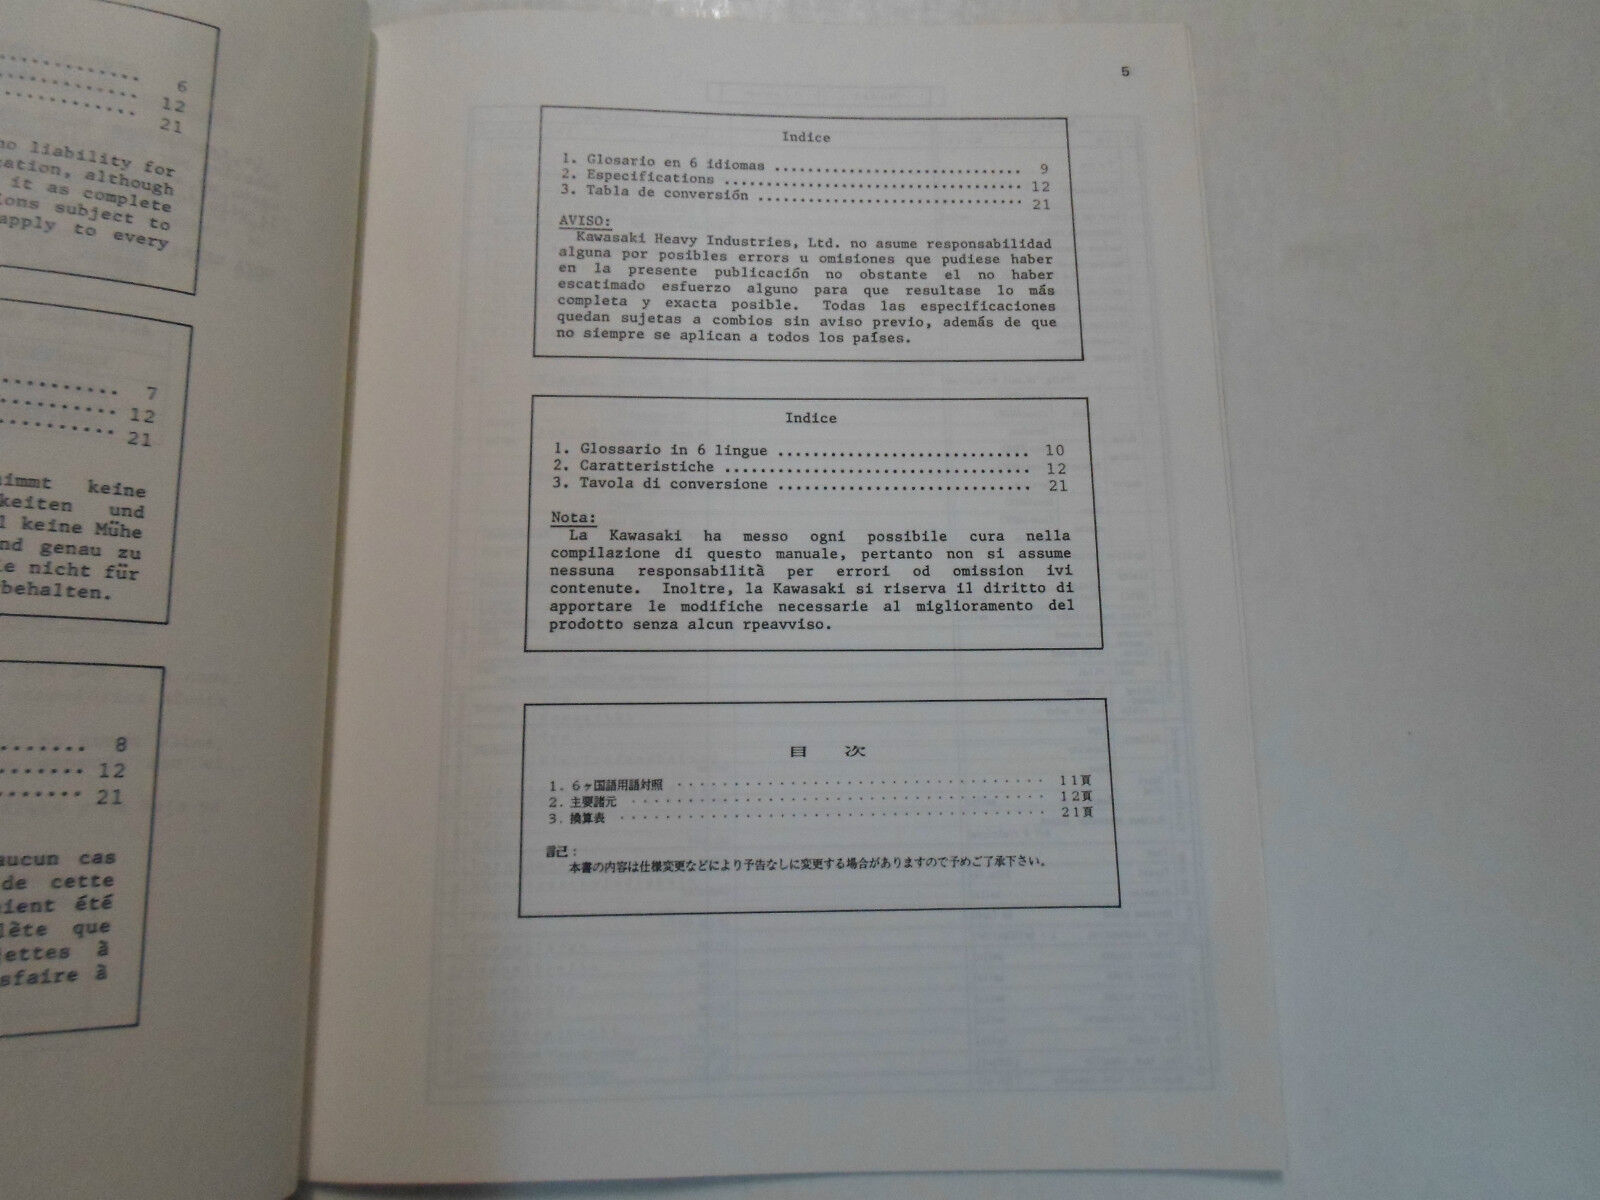 6
12
21
no liability for
although
it as complete
subject to
apply to every
7
12
21
keine
keiten und
keine Mühe
nd genau zu
nicht für
behalten.
8
12
21
aucun cas
de cette
été
que
à
à
5
Indice
1. Glosario en 6 idiomas ............................ 9
2. Especifications ................................. 12
3. Tabla de conversión .............................. 21
AVISO:
Kawasaki Heavy Industries, Ltd. no asume responsabilidad
alguna por posibles errors u omisiones que pudiese haber
en la presente publicación no obstante el no haber
escatimado esfuerzo alguno para que resultase lo más
completa y exacta posible. Todas las especificaciones
quedan sujetas a combios sin aviso previo, además de que
no siempre se aplican a todos los países.
Indice
1. Glossario in 6 lingue ............................ 10
2. Caratteristiche .................................. 12
3. Tavola di conversione ............................ 21
Nota:
La Kawasaki ha messo ogni possibile cura nella
compilazione di questo manuale, pertanto non si assume
nessuna responsabilità per errori od omission ivi
contenute. Inoltre, la Kawasaki si riserva il diritto di
apportare le modifiche necessarie al miglioramento del
prodotto senza alcun rpeavviso.
目 次
1. 6ヶ国語用語対照 ································ 11頁
2. 主要諸元 ···································· 12頁
3. 換算表 ····································· 21頁
記:
本書の内容は仕様変更などにより予告なしに変更する場合がありますので予めご了承下さい。